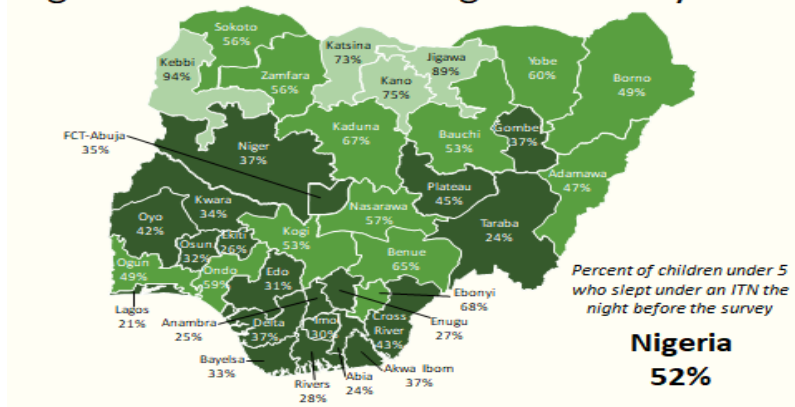 Sokoto
56%
Katsina
73%
Jigawa
89%
Kebbi
94%
Zamfara
56%
Kano
75%
Yobe
60%
Borno
49%
FCT-Abuja
35%
Niger
37%
Kaduna
67%
Bauchi
53%
Gombe
37%
Adamawa
47%
Plateau
45%
Kwara
34%
Nasarawa
57%
Oyo
42%
Taraba
24%
Osun
32%
Ekiti
26%
Kogi
53%
Benue
65%
Ogun
49%
Ondo
59%
Edo
31%
Percent of children under 5
who slept under an ITN the
night before the survey
Ebonyi
68%
Lagos
21%
Anambra
25%
Delta
37%
Imo
30%
Cross
River
43%
Enugu
27%
Nigeria
52%
Bayelsa
33%
Rivers
28%
Abia
24%
Akwa Ibom
37%